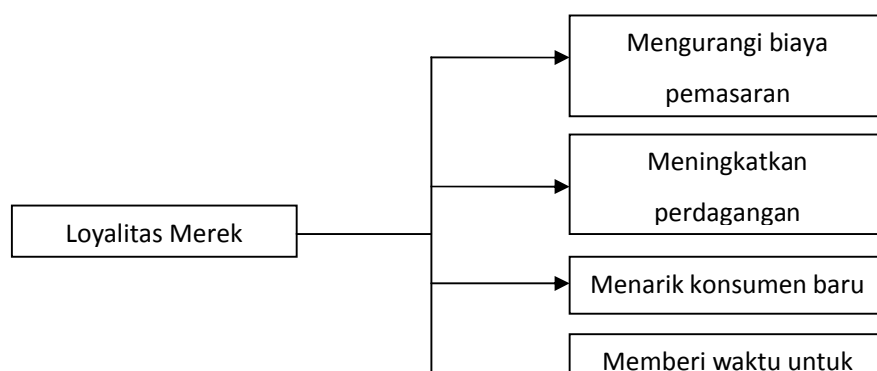 Mengurangi biaya
pemasaran
Meningkatkan
perdagangan
Loyalitas Merek
Menarik konsumen baru
Memberi waktu untuk